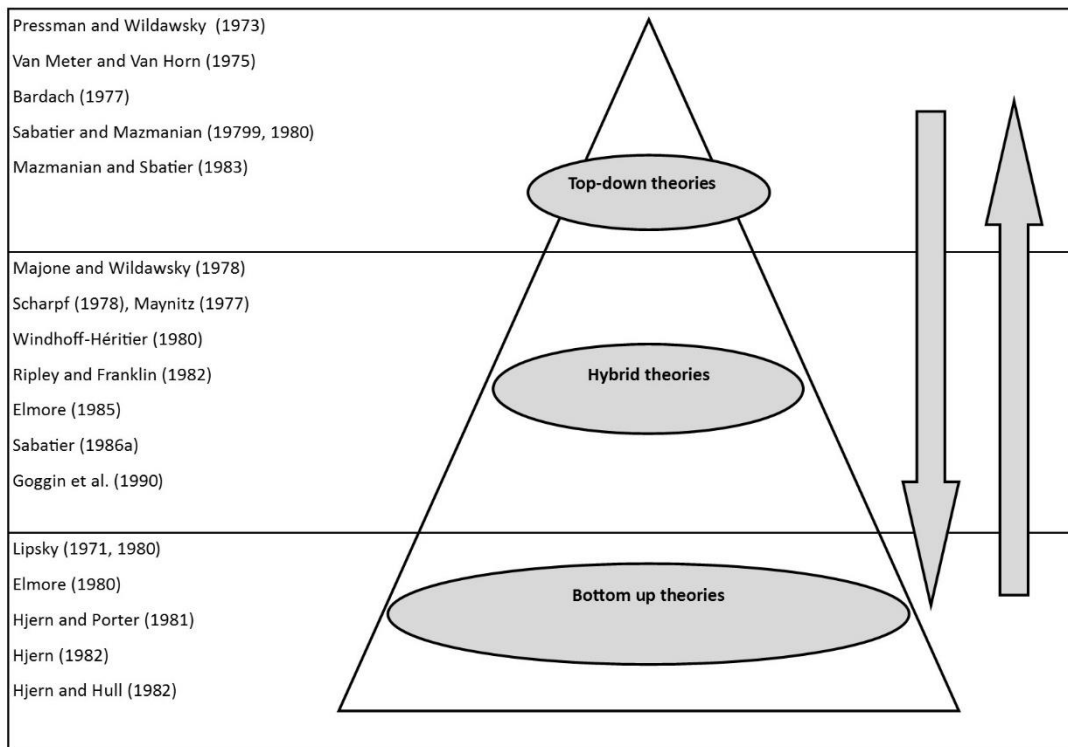 Pressman and Wildawsky (1973)
Van Meter and Van Horn (1975)
Bardach (1977)
Sabatier and Mazmanian (19799, 1980)
Mazmanian and Sbatier (1983)
Top-down theories
Majone and Wildawsky (1978)
Scharpf (1978), Maynitz (1977)
Windhoff-Héritier (1980)
Ripley and Franklin (1982)
Elmore (1985)
Sabatier (1986a)
Goggin et al. (1990)
Hybrid theories
Lipsky (1971, 1980)
Elmore (1980)
Hjern and Porter (1981)
Hjern (1982)
Hjern and Hull (1982)
Bottom up theories